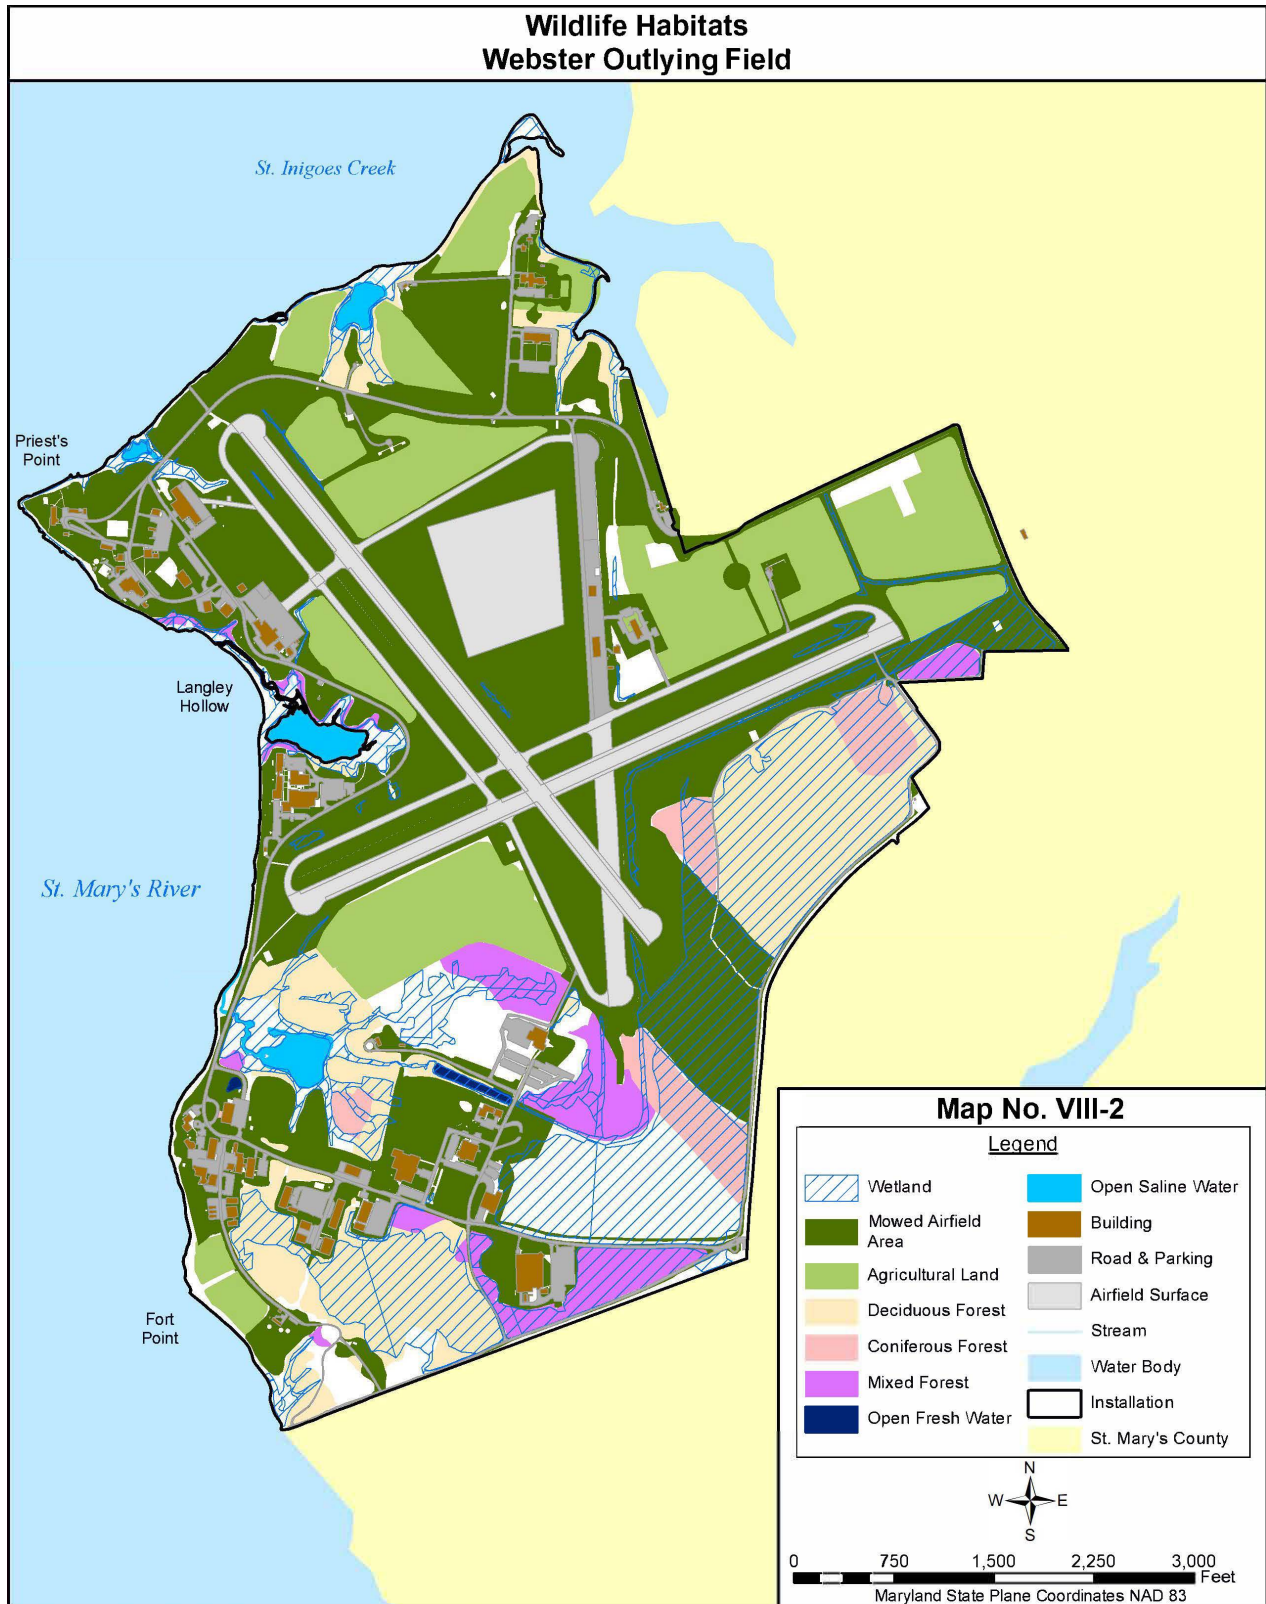 Wildlife Habitats
Webster Outlying Field
St. Inigoes Creek
Priest's
Point
Langley
Hollow
St. Mary's River
Fort
Point
Map No. VIII-2
Legend
Wetland
Mowed Airfield
Area
Agricultural Land
Deciduous Forest
Coniferous Forest
Mixed Forest
Open Fresh Water
Open Saline Water
Building
Road & Parking
Airfield Surface
Stream
Water Body
Installation
St. Mary's County
N
W E
S
0 750 1,500 2,250 3,000
Feet
Maryland State Plane Coordinates NAD 83